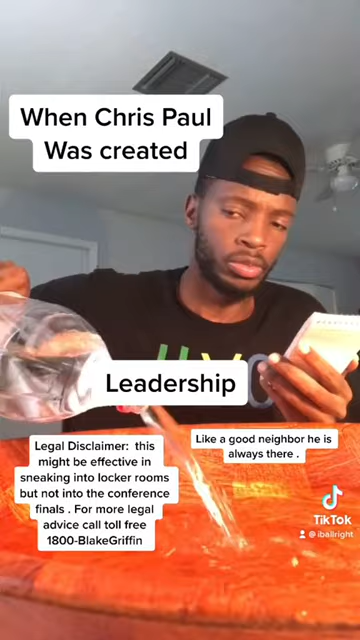 When Chris Paul
Was created
Leadership
Legal Disclaimer: this
might be effective in
sneaking into locker rooms
but not into the conference
finals . For more legal
advice call toll free
1800-BlakeGriffin
Like a good neighbor he is
always there .
TikTok
@iballright